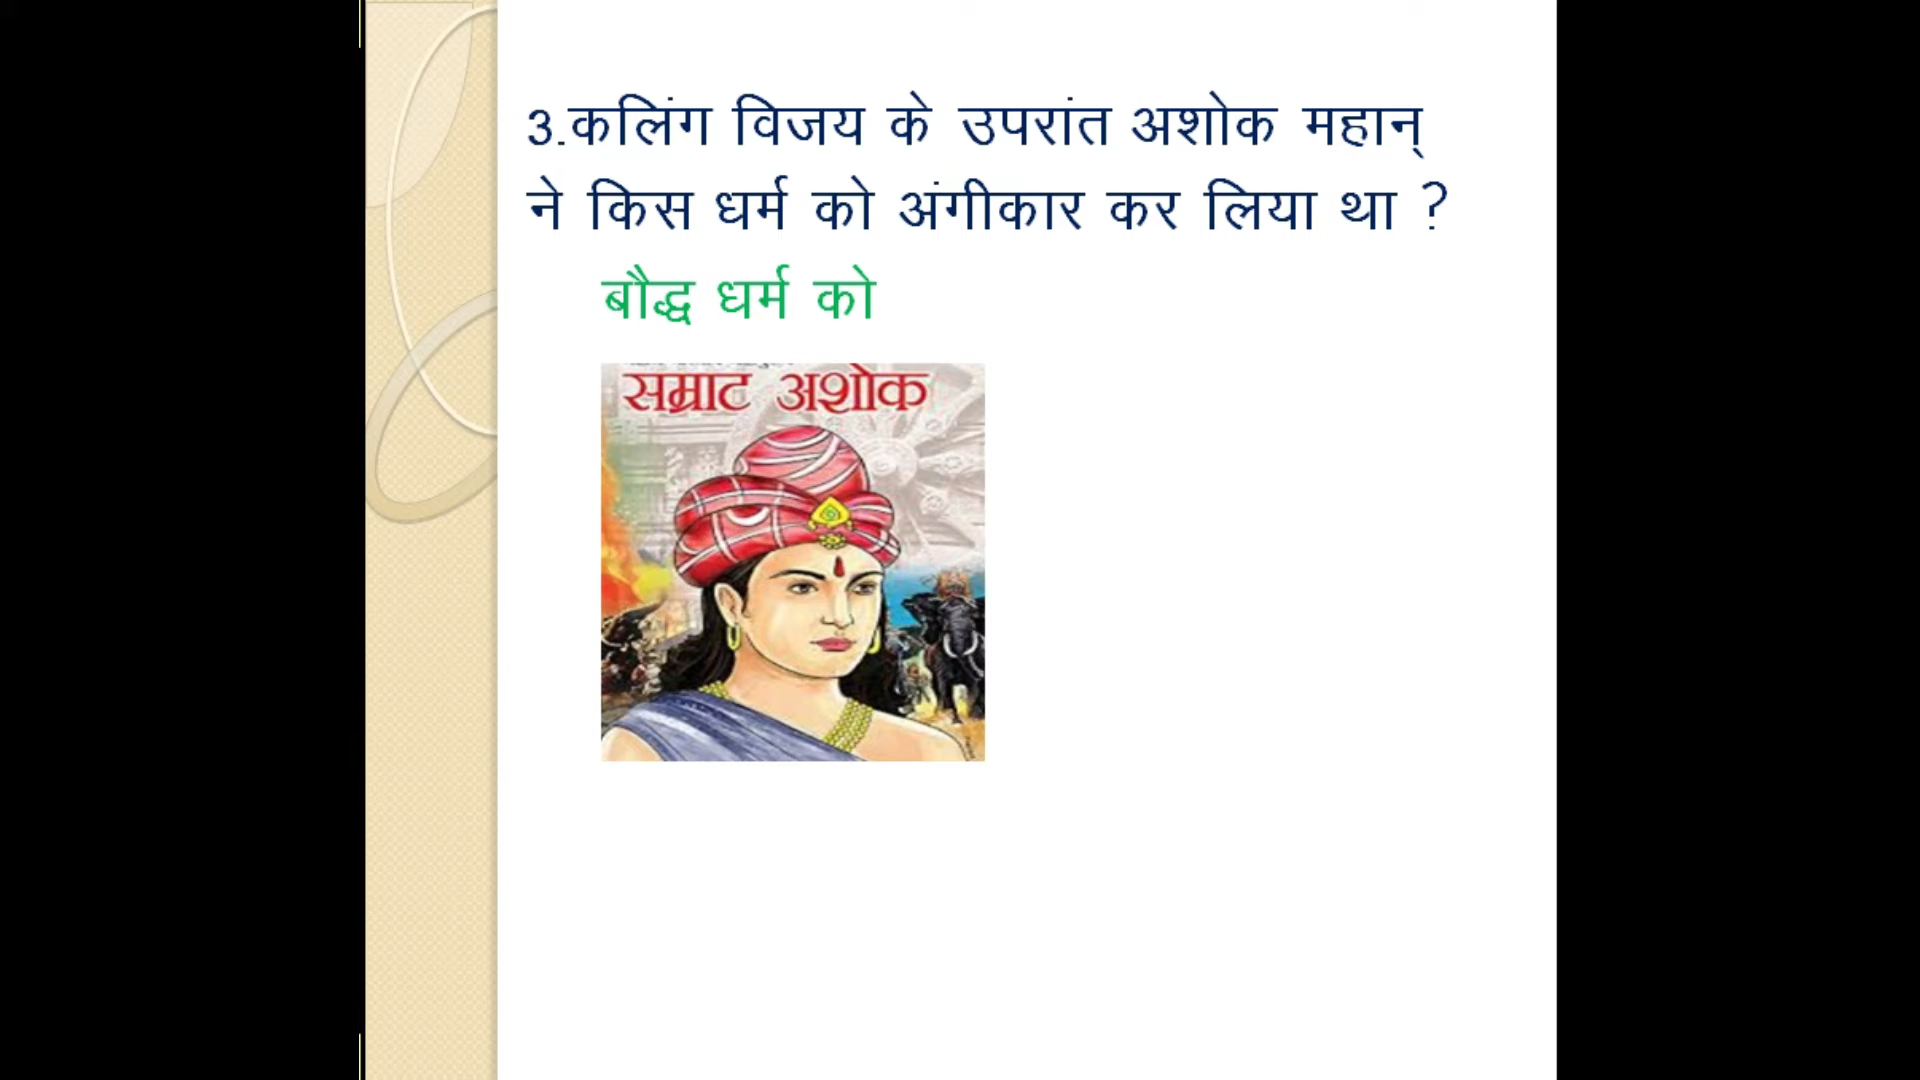 3.कलिंग विजय के उपरांत अशोक महान्
ने किस धर्म को अंगीकार कर लिया था ?
बौद्ध धर्म को
सम्राट अशोक